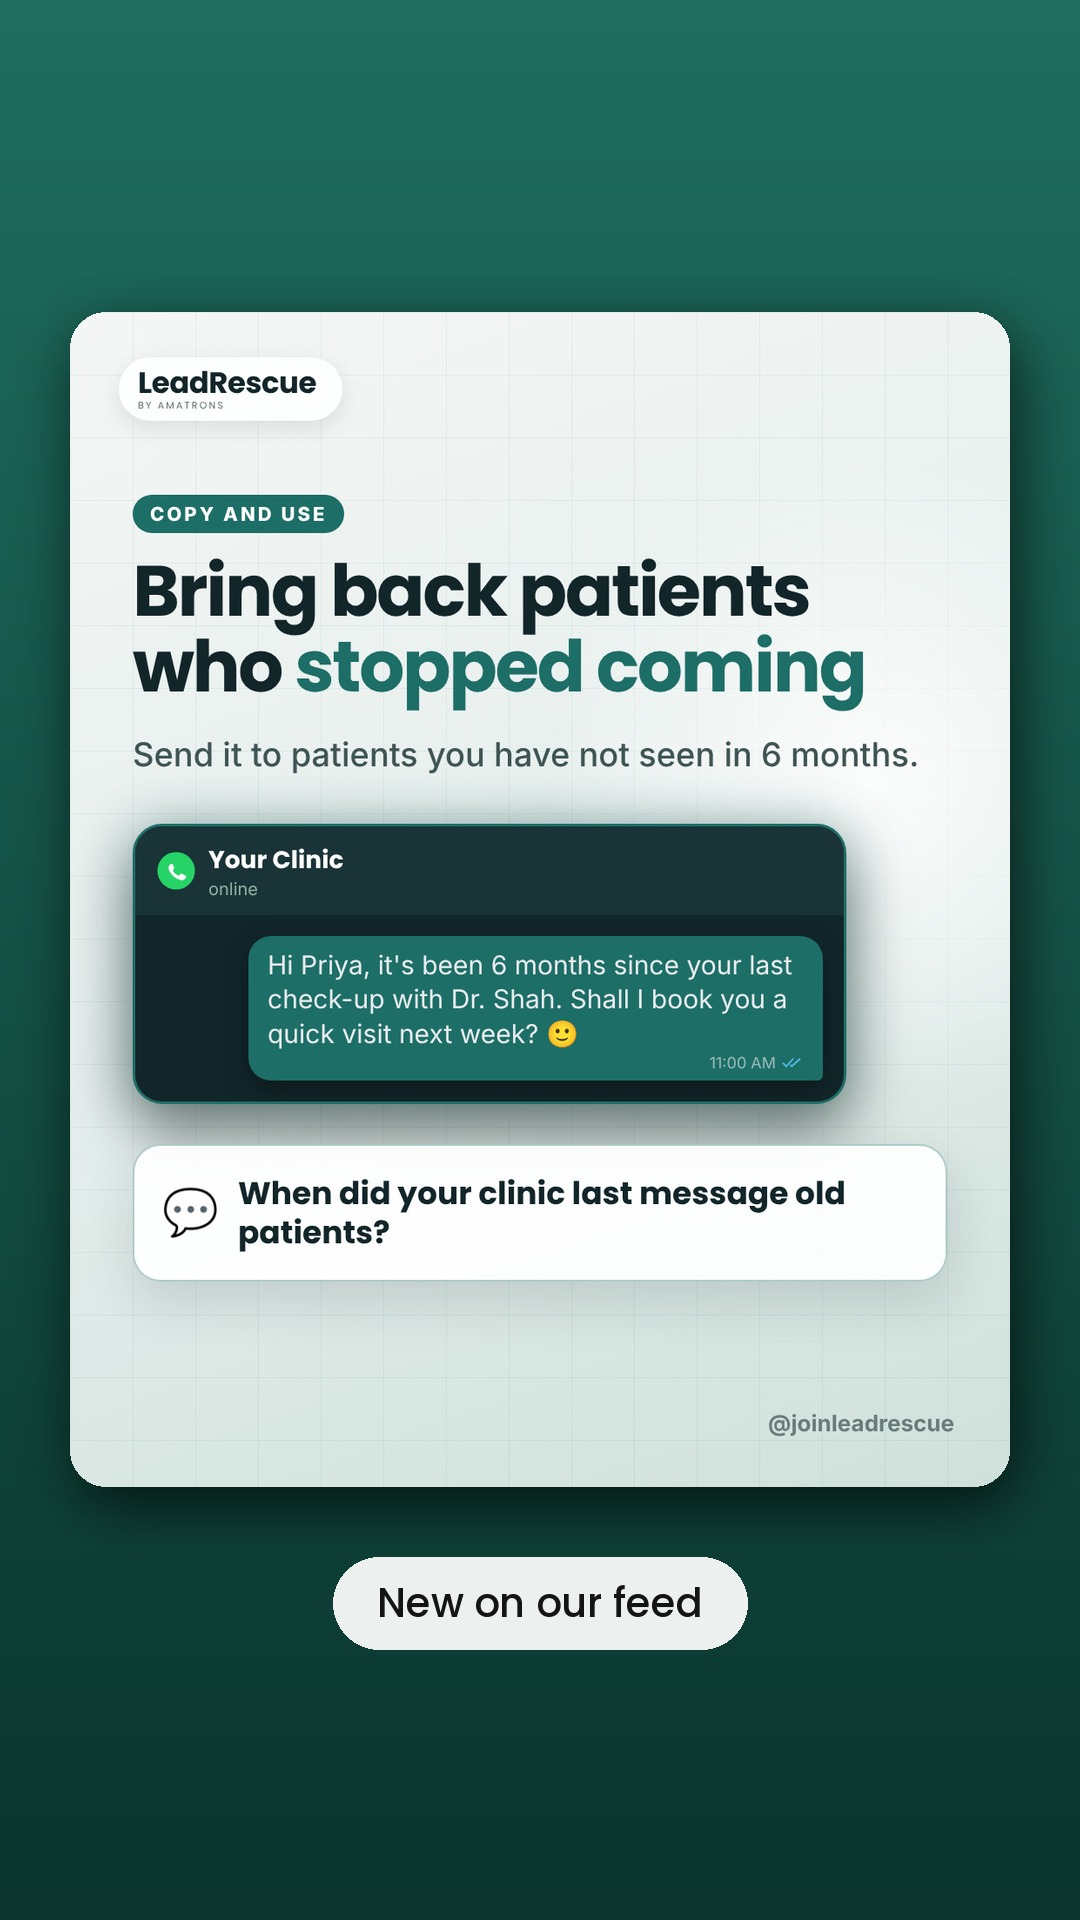 LeadRescue
BY AMATRONS
COPY AND USE
Bring back patients
who stopped coming
Send it to patients you have not seen in 6 months.
Your Clinic
online
Hi Priya, it's been 6 months since your last
check-up with Dr. Shah. Shall I book you a
quick visit next week? 🙂
11:00 AM
When did your clinic last message old
patients?
@joinleadrescue
New on our feed